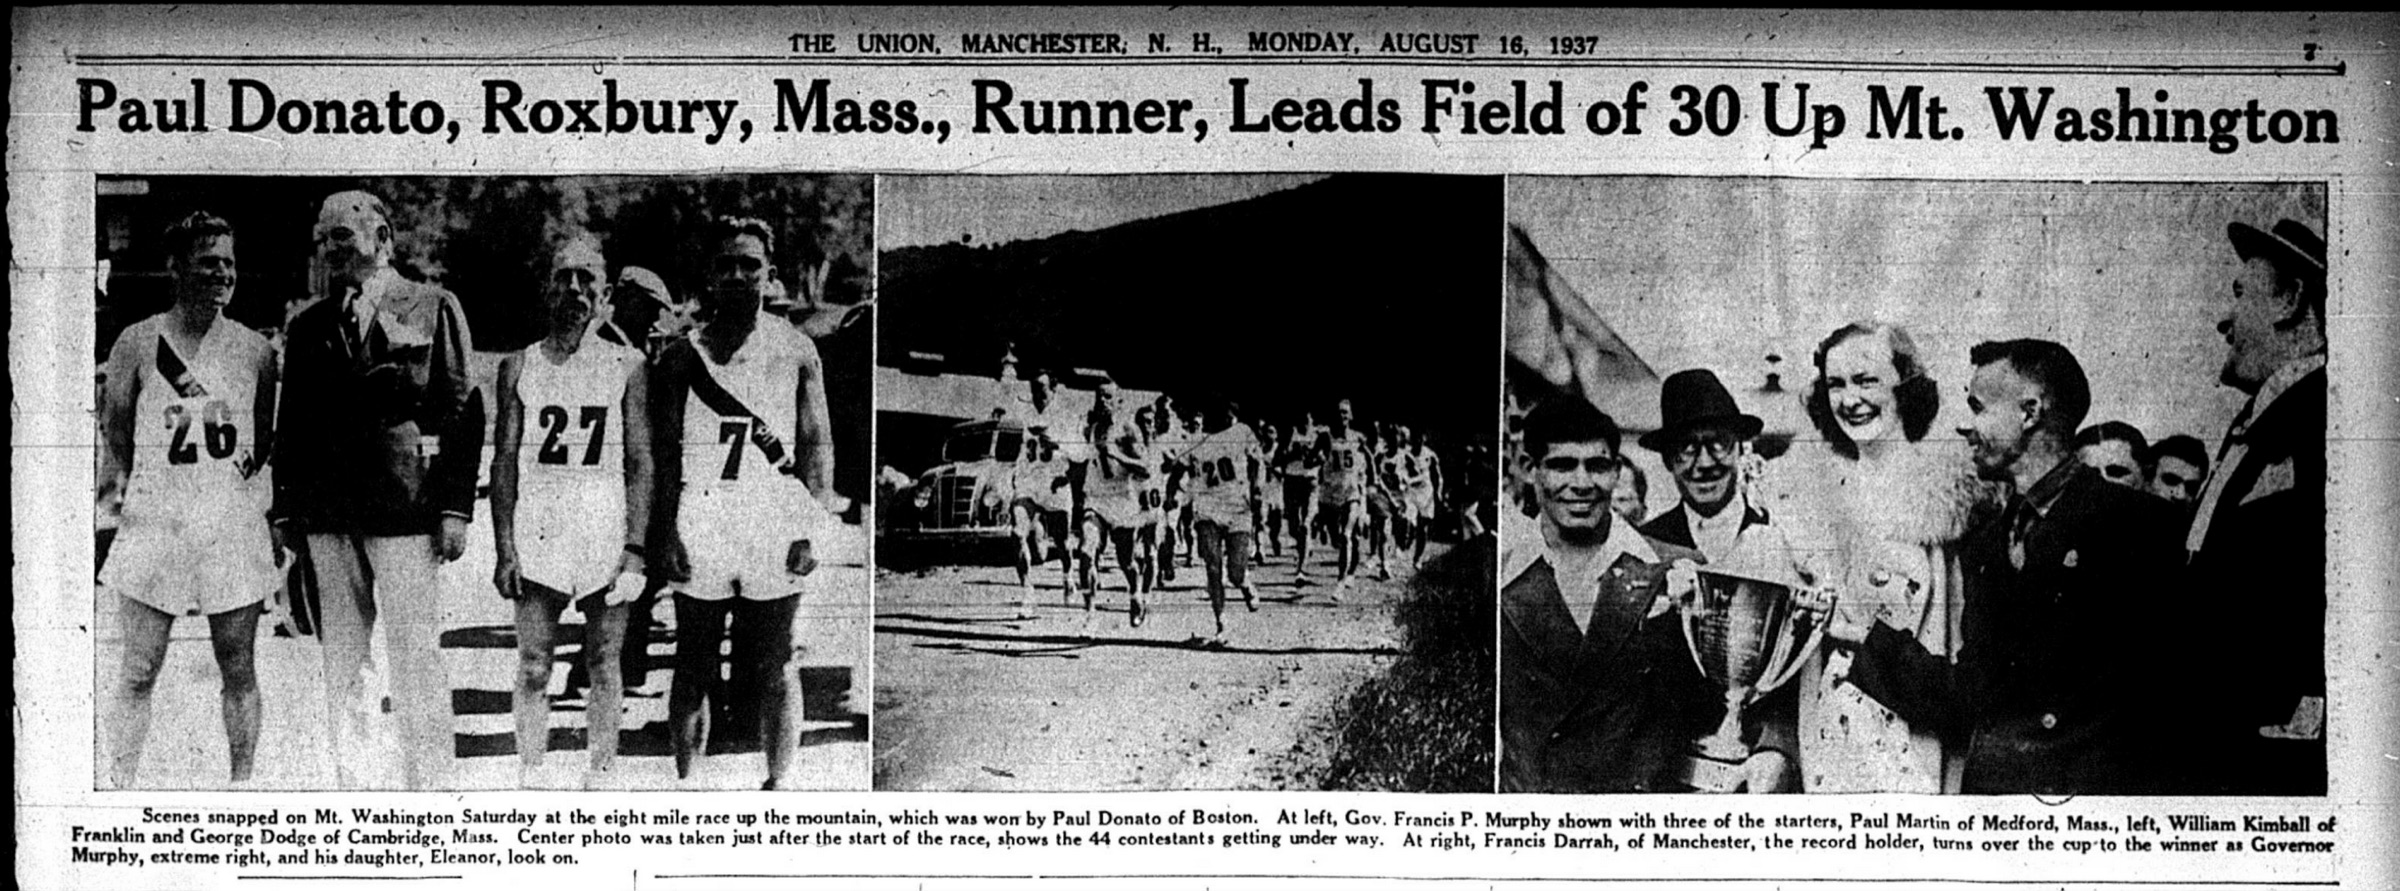 THE UNION, MANCHESTER, N. H., MONDAY, AUGUST 16, 1937 7
Paul Donato, Roxbury, Mass., Runner, Leads Field of 30 Up Mt. Washington
26
27
7
20
15
Scenes snapped on Mt. Washington Saturday at the eight mile race up the mountain, which was won by Paul Donato of Boston. At left, Gov. Francis P. Murphy shown with three of the starters, Paul Martin of Medford, Mass., left, William Kimball of
Franklin and George Dodge of Cambridge, Mass. Center photo was taken just after the start of the race, shows the 44 contestants getting under way. At right, Francis Darrah, of Manchester, the record holder, turns over the cup to the winner as Governor
Murphy, extreme right, and his daughter, Eleanor, look on.